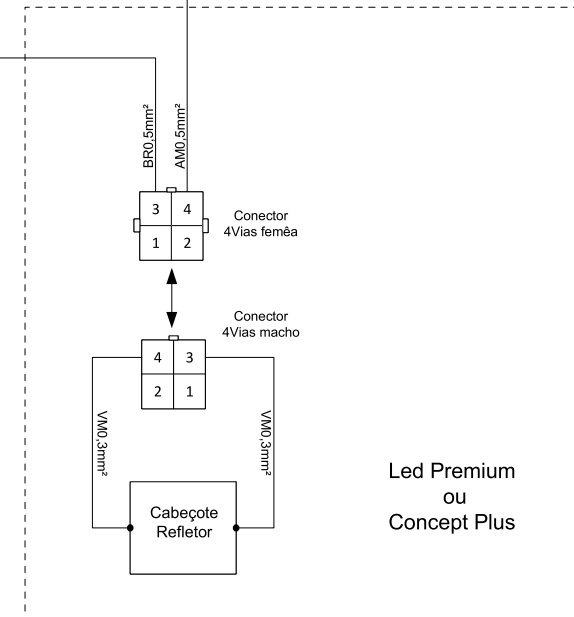 BR0,5mm²
AM0,5mm²
3 4
1 2
Conector
4Vias femêa
Conector
4Vias macho
4 3
2 1
VM0,3mm²
VM0,3mm²
Cabeçote
Refletor
Led Premium
ou
Concept Plus